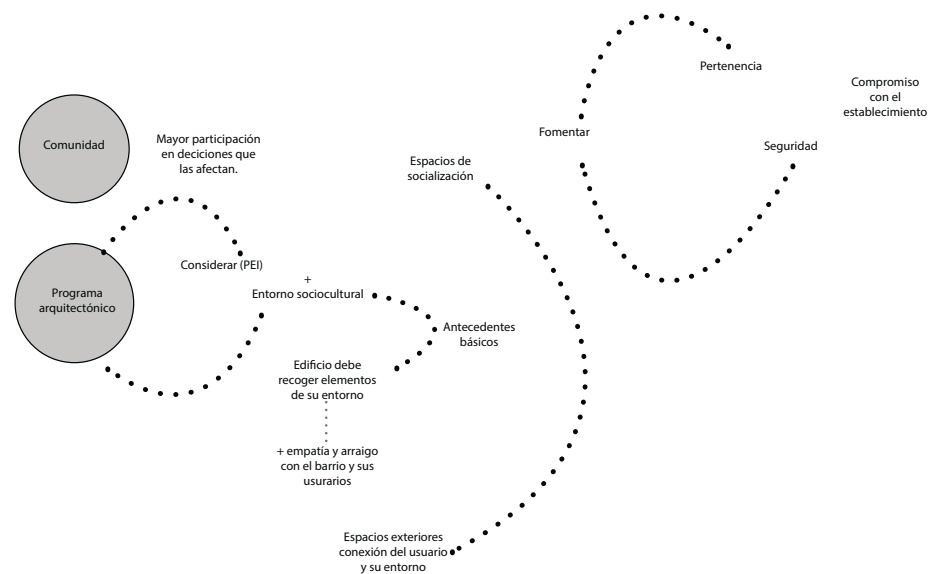 Comunidad
Mayor participación
en deciciones que
las afectan.
Programa
arquitectónico
Considerar (PEI)
+
Entorno sociocultural
Antecedentes
básicos
Edificio debe
recoger elementos
de su entorno
+ empatía y arraigo
con el barrio y sus
usurarios
Espacios de
socialización
Espacios exteriores
conexión del usuario
y su entorno
Fomentar
Pertenencia
Seguridad
Compromiso
con el
establecimiento